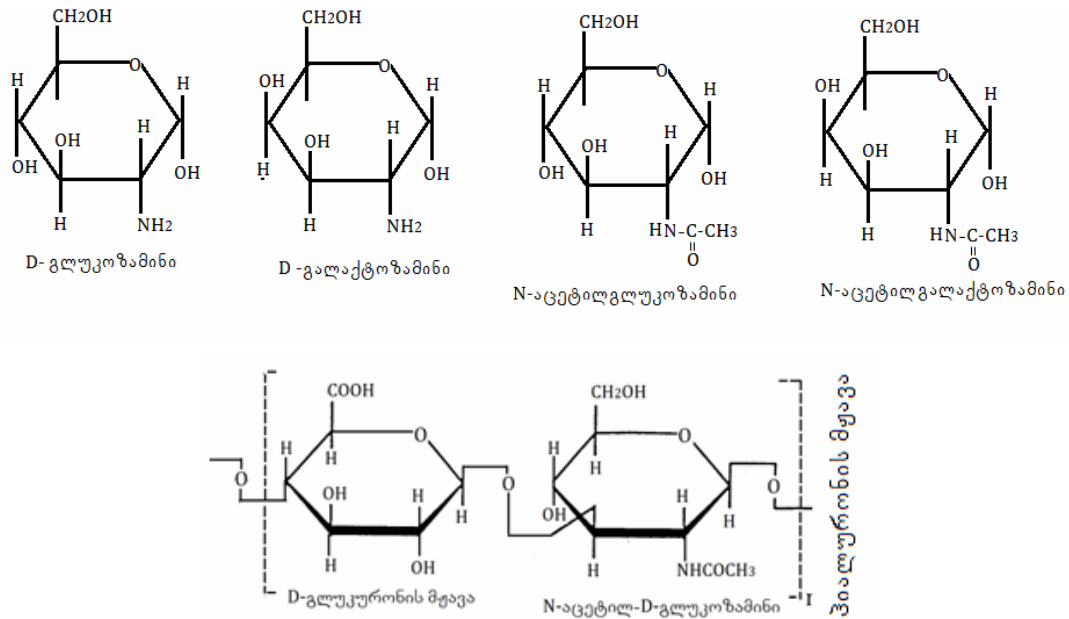 CH2OH CH2OH CH2OH CH2OH
H O H OH O H H O H OH O H
OH OH H OH H OH H OH OH OH H OH H OH H OH
H NH2 H NH2 H HN-C-CH3 H HN-C-CH3
O O
D- გლუკოზამინი D -გალაქტოზამინი N-აცეტილგლუკოზამინი N-აცეტილგალაქტოზამინი
COOH CH2OH
H O H O
O H O H O
OH H H OH H H
H OH H NHCOCH3
D-გლუკურონის მჟავა N-აცეტილ-D-გლუკოზამინი
ჰიალურონის მჟავა